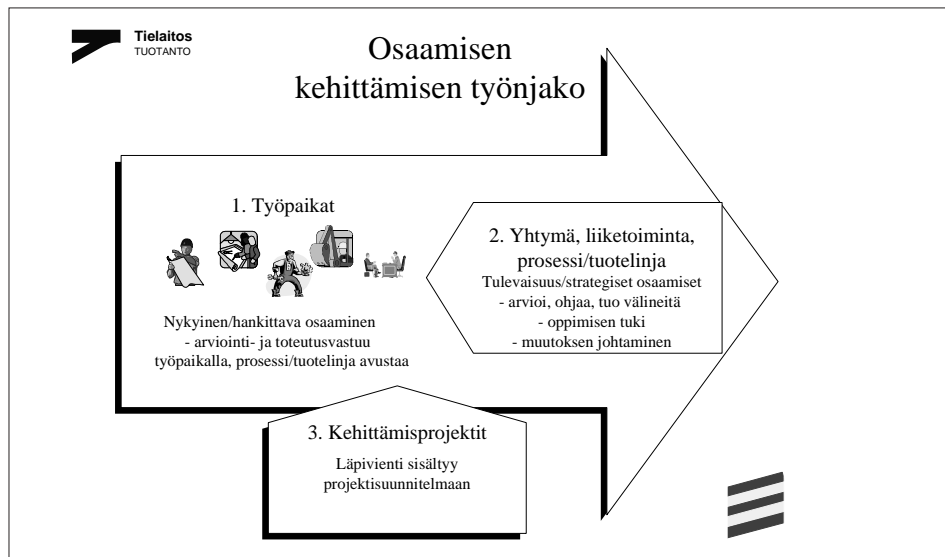 Tielaitos
TUOTANTO
Osaamisen
kehittämisen työnjako
1. Työpaikat
Nykyinen/hankittava osaaminen
- arviointi- ja toteutusvastuu
työpaikalla, prosessi/tuotelinja avustaa
2. Yhtymä, liiketoiminta,
prosessi/tuotelinja
Tulevaisuus/strategiset osaamiset
- arvioi, ohjaa, tuo välineitä
- oppimisen tuki
- muutoksen johtaminen
3. Kehittämisprojektit
Läpivienti sisältyy
projektisuunnitelmaan